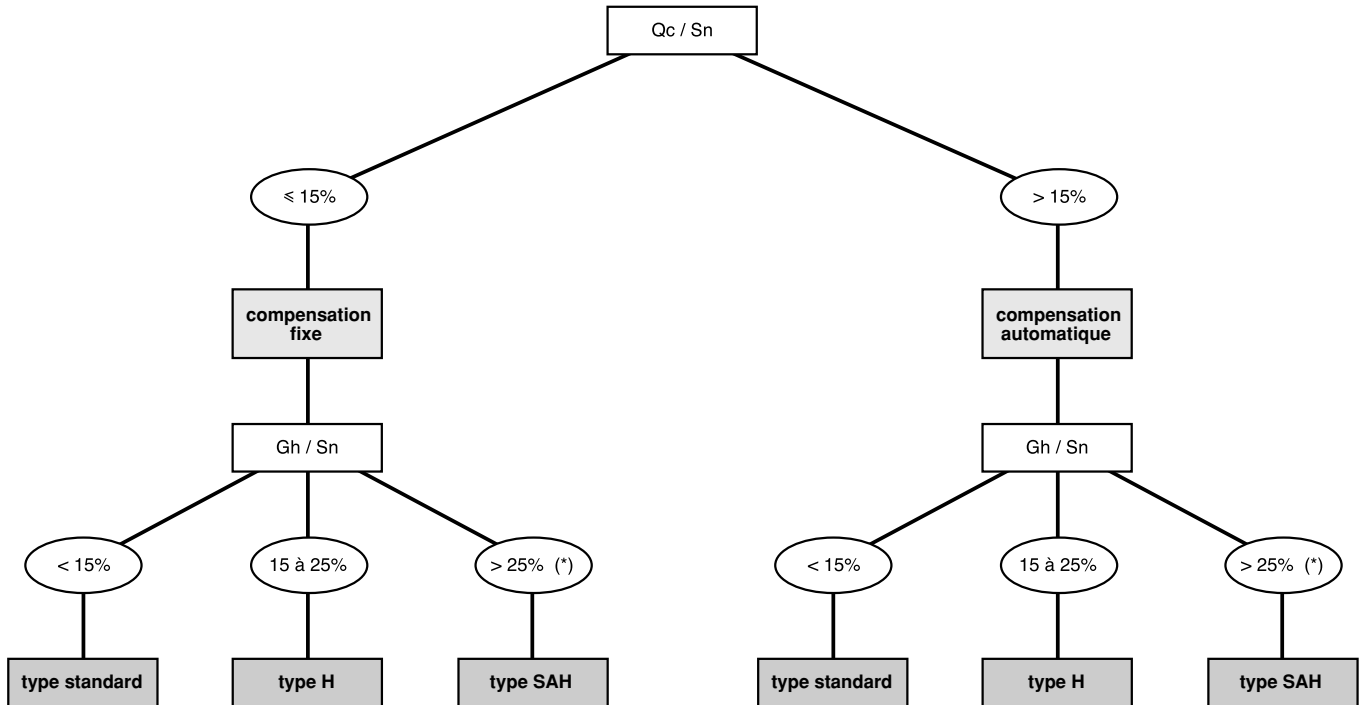 Qc / Sn
⩽ 15%
> 15%
compensation
fixe
compensation
automatique
Gh / Sn
Gh / Sn
< 15%
15 à 25%
> 25% (*)
< 15%
15 à 25%
> 25% (*)
type standard
type H
type SAH
type standard
type H
type SAH